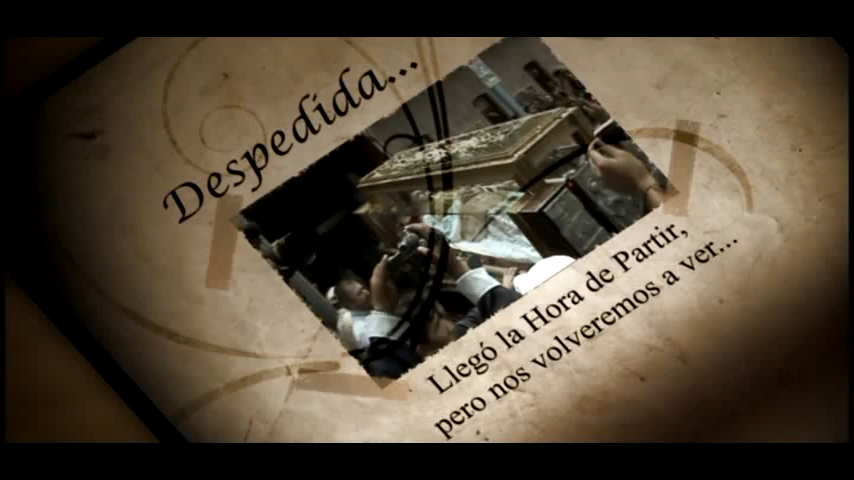 Despedida...
Llegó la Hora de Partir,
pero nos volveremos a ver...